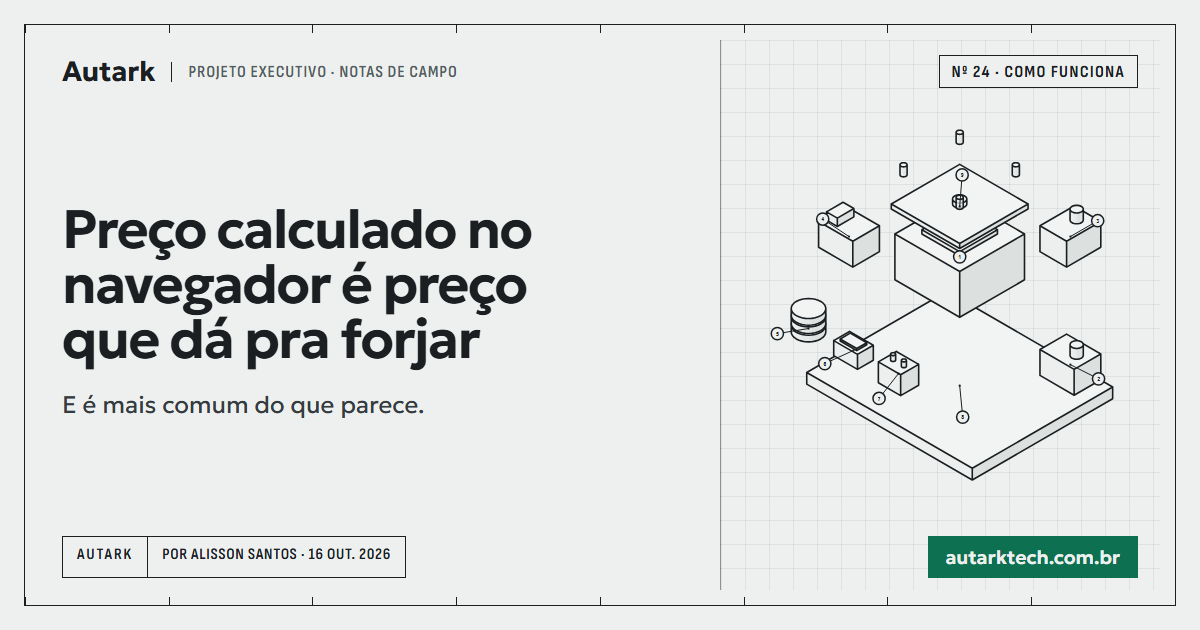 Autark
PROJETO EXECUTIVO · NOTAS DE CAMPO
Nº 24 · COMO FUNCIONA
Preço calculado no
navegador é preço
que dá pra forjar
E é mais comum do que parece.
AUTARK
POR ALISSON SANTOS · 16 OUT. 2026
autarktech.com.br